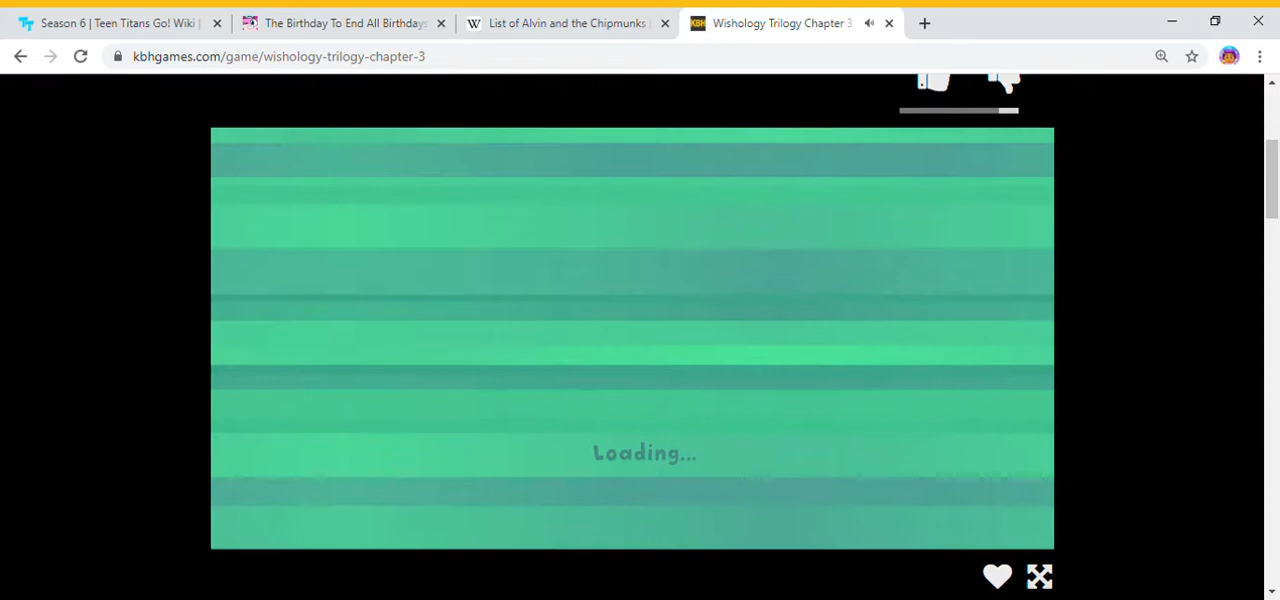 Season 6 | Teen Titans Go! Wiki |
The Birthday To End All Birthdays
List of Alvin and the Chipmunks
Wishology Trilogy Chapter 3
kbhgames.com/game/wishology-trilogy-chapter-3
Loading...